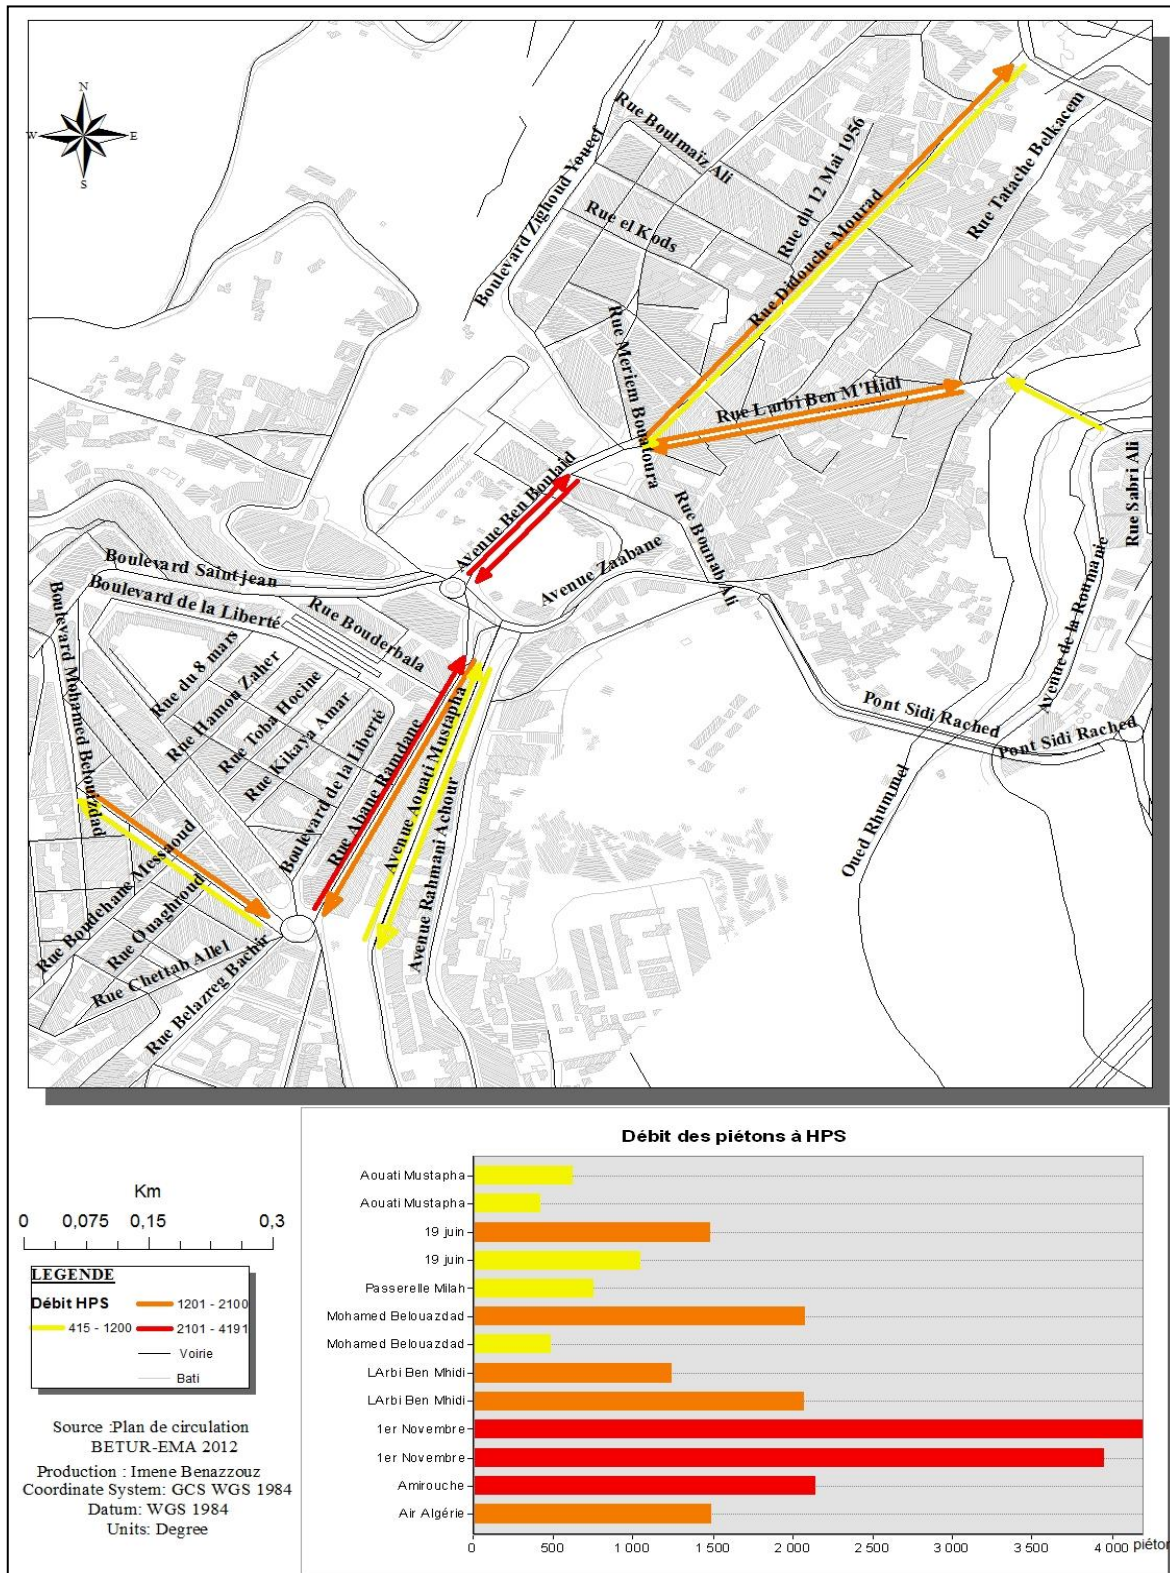 N
W
E
S
Rue Boulmaïz Ali
Boulevard Zighoud Youcef
Rue du 12 Mai 1956
Rue Tatache Belkacem
Rue el Kods
Rue Didouche Mourad
Rue Meriem Bouatoura
Rue Larbi Ben M'Hidi
Rue Sabri Ali
Avenue Ben Boulaid
Rue Bounab Ali
Avenue Zaabane
Boulevard Saintjean
Boulevard de la Liberté
Rue Bouderbala
Boulevard Mohamed Belouizdad
Rue du 8 mars
Rue Hamou Zaher
Rue Toba Hocine
Rue Kikaya Amar
Boulevard de la Liberté
Rue Abane Ramdane
Avenue Aouati Mustapha
Avenue Rahmani Achour
Avenue de la Roumanie
Pont Sidi Rached
Pont Sidi Rached
Oued Rhummel
Rue Boudehane Messaoud
Rue Ouaghroud
Rue Chettah Allel
Rue Belazreg Bachir
Km
0 0,075 0,15 0,3
LEGENDE
Débit HPS
1201 - 2100
415 - 1200
2101 - 4191
Voirie
Bati
Source :Plan de circulation
BETUR-EMA 2012
Production : Imene Benazzouz
Coordinate System: GCS WGS 1984
Datum: WGS 1984
Units: Degree
Débit des piétons à HPS
Aouati Mustapha
Aouati Mustapha
19 juin
19 juin
Passerelle Milah
Mohamed Belouazdad
Mohamed Belouazdad
LArbi Ben Mhidi
LArbi Ben Mhidi
1er Novembre
1er Novembre
Amirouche
Air Algérie
0 500 1 000 1 500 2 000 2 500 3 000 3 500 4 000 piéton